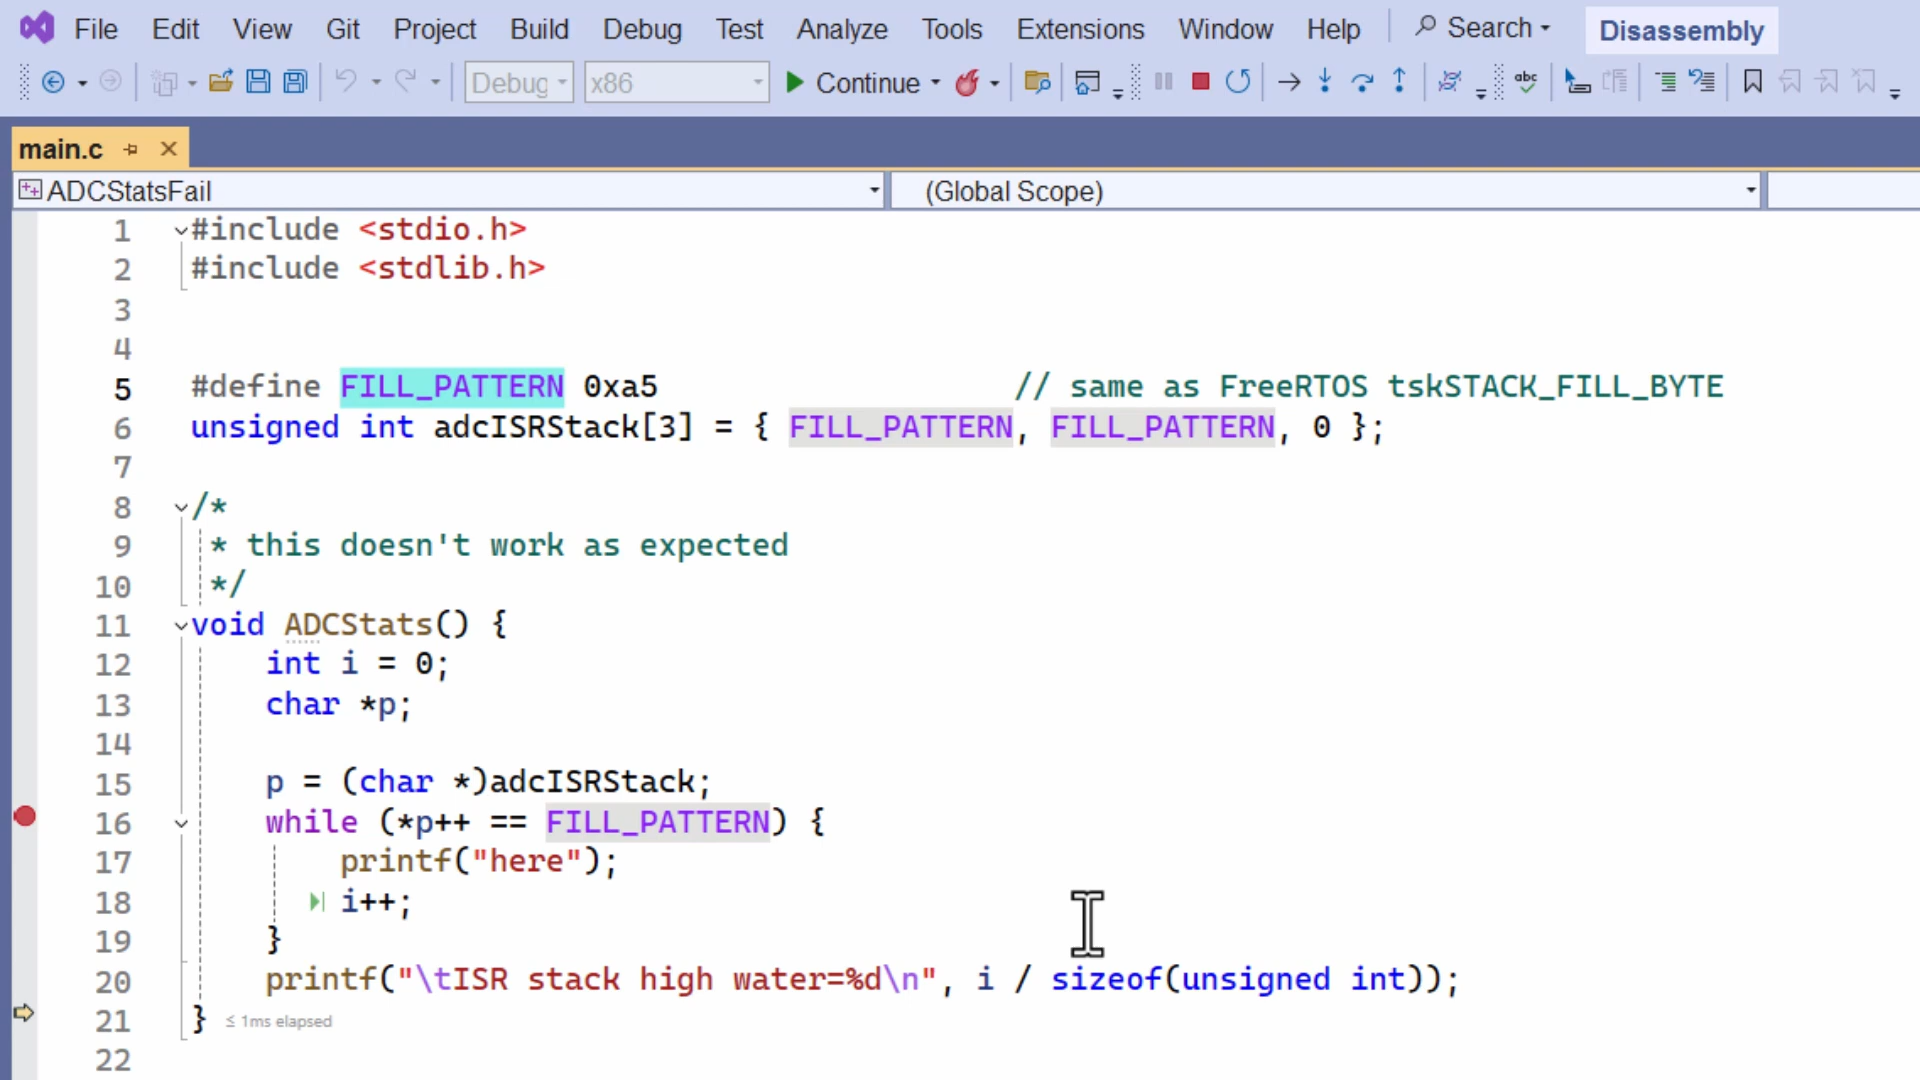 File Edit View Git Project Build Debug Test Analyze Tools Extensions Window Help Search Disassembly
Debug x86 Continue abc
main.c
ADCStatsFail (Global Scope)
1 #include <stdio.h>
2 #include <stdlib.h>
3
4
5 #define FILL_PATTERN 0xa5 // same as FreeRTOS tskSTACK_FILL_BYTE
6 unsigned int adcISRStack[3] = { FILL_PATTERN, FILL_PATTERN, 0 };
7
8 /*
9 * this doesn't work as expected
10 */
11 void ADCStats() {
12 int i = 0;
13 char *p;
14
15 p = (char *)adcISRStack;
16 while (*p++ == FILL_PATTERN) {
17 printf("here");
18 i++;
19 }
20 printf("\tISR stack high water=%d\n", i / sizeof(unsigned int));
21 } ≤ 1ms elapsed
22